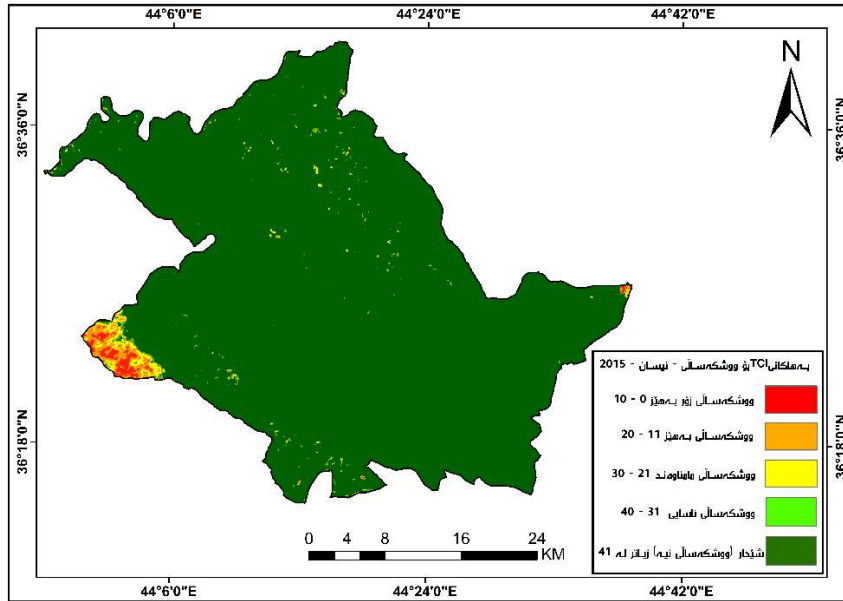 44°6'0"E 44°24'0"E 44°42'0"E
N
36°36'0"N 36°36'0"N
بەهاکانی TCI بۆ ووشکەساڵی - نیسان - 2015
ووشکەساڵی زۆر بەهێز 0 - 10
ووشکەساڵی بەهێز 11 - 20
ووشکەساڵی مامناوەند 21 - 30
ووشکەساڵی ئاسایی 31 - 40
شێدار (ووشکەساڵی نیە) زیاتر لە 41
36°18'0"N 36°18'0"N
0 4 8 16 24
KM
44°6'0"E 44°24'0"E 44°42'0"E